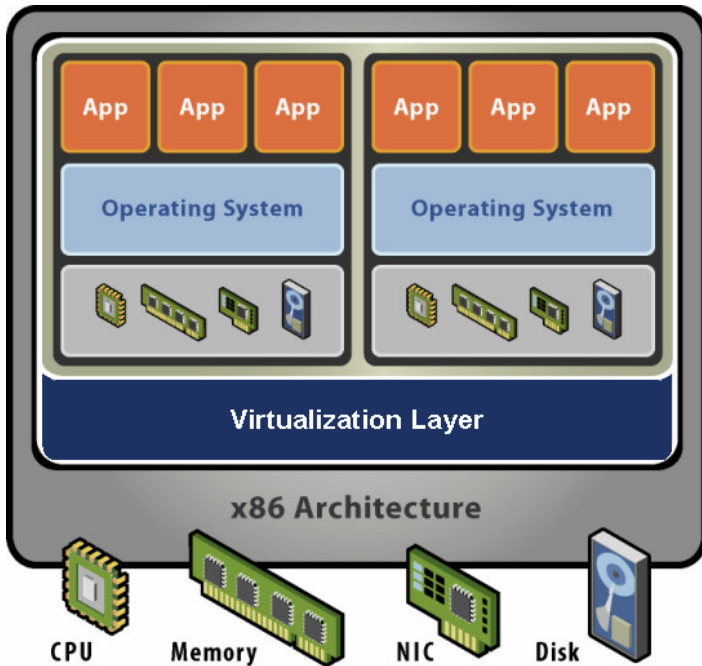 App App App App App App
Operating System Operating System
Virtualization Layer
x86 Architecture
CPU Memory NIC Disk